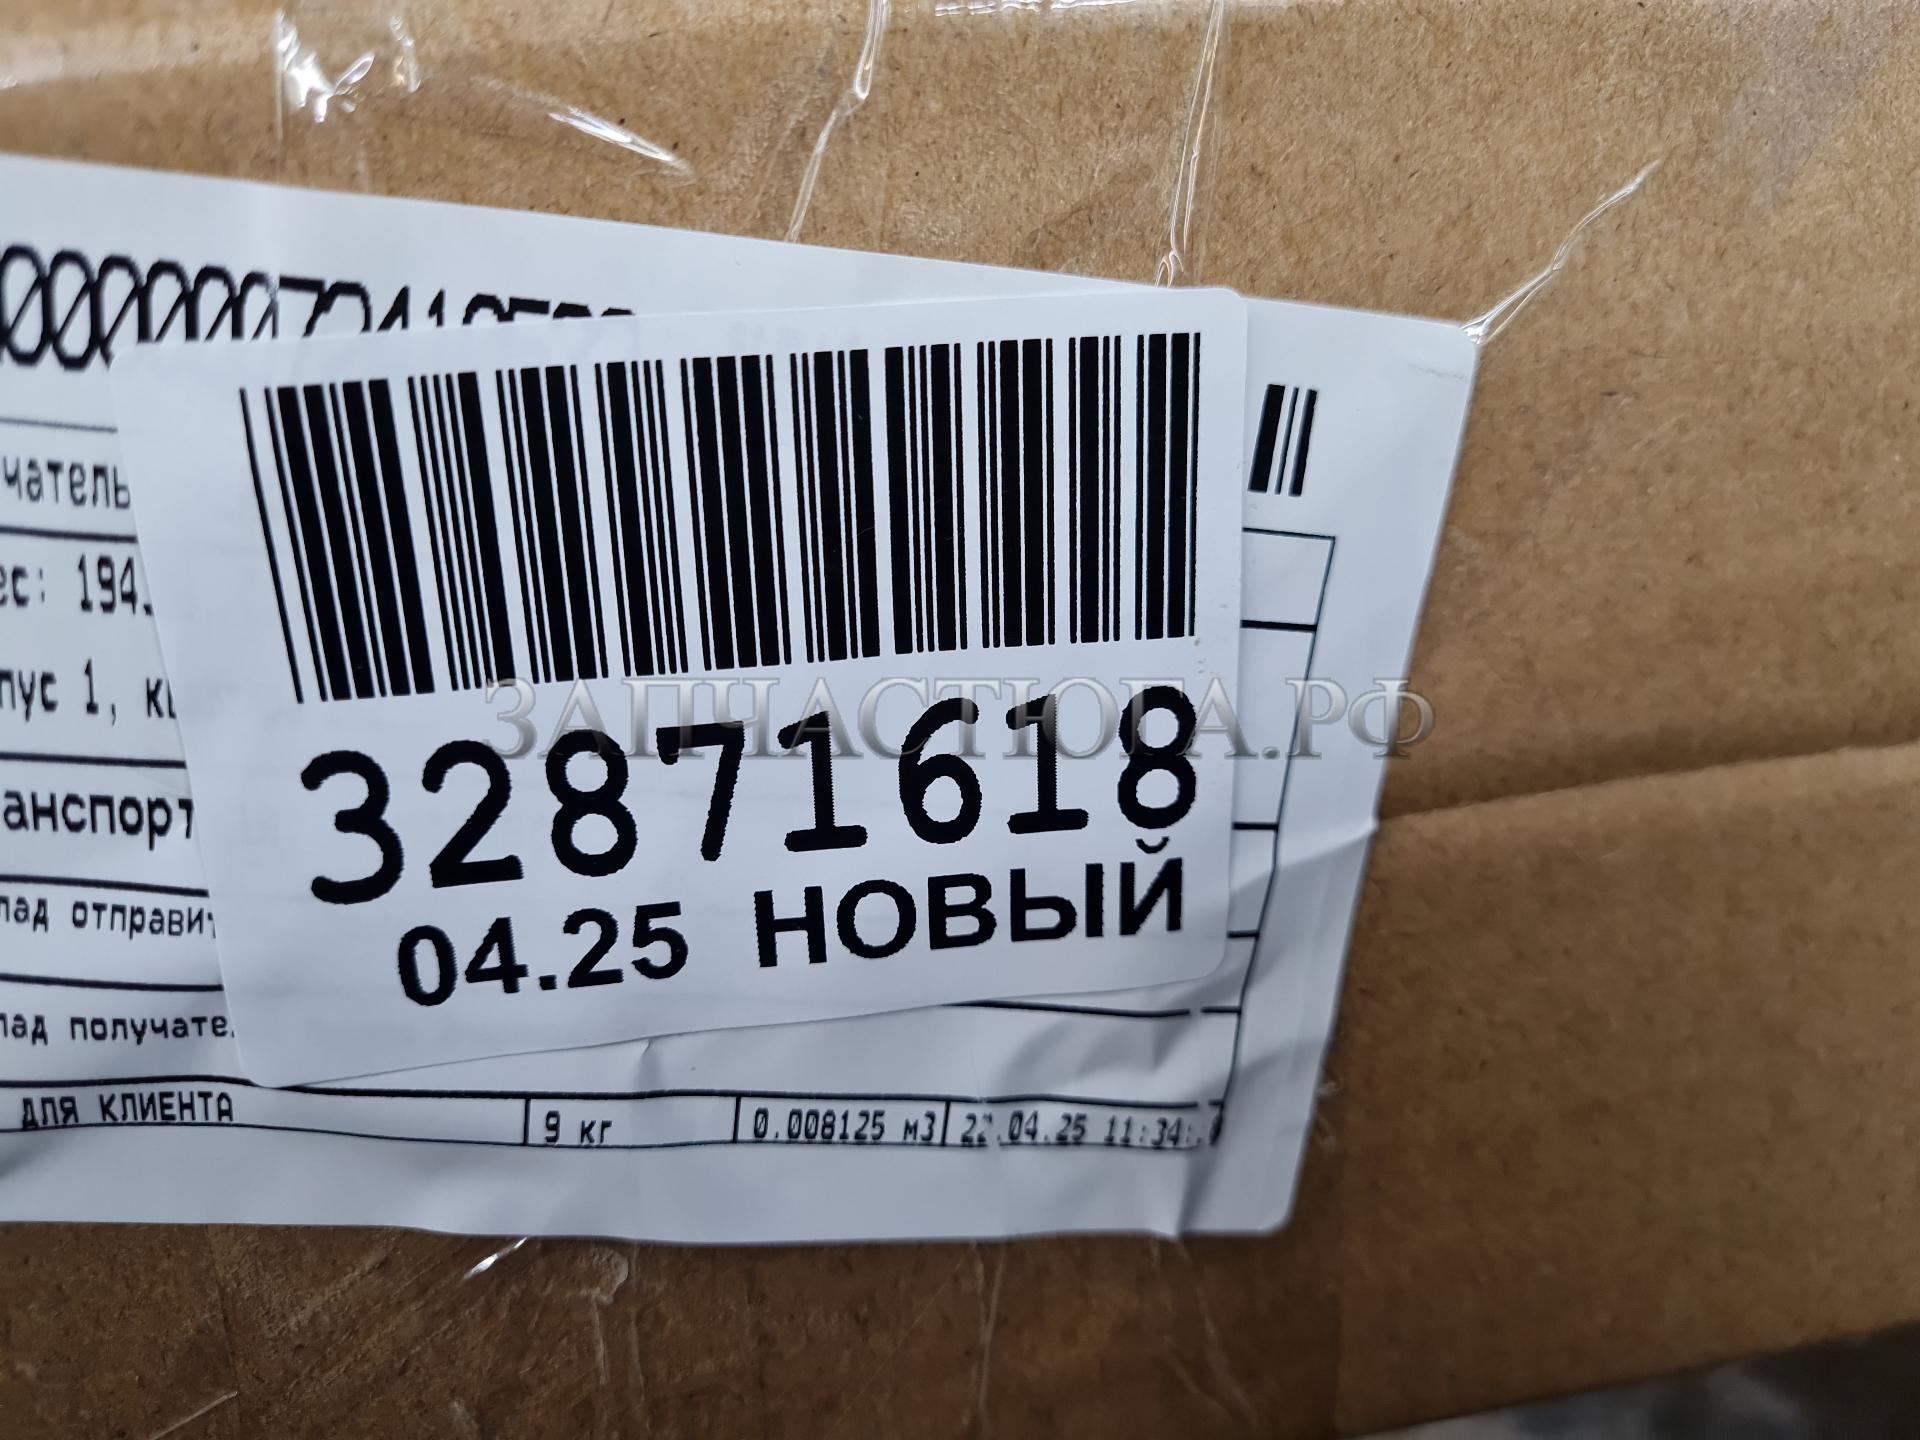 чатель
ес: 194
пус 1, к
ЗАПЧАСТЮГА.РФ
32871618
анспорт
04.25 НОВЫЙ
лад отправит
лад получате
ДЛЯ КЛИЕНТА 9 кг 0.008125 м3 22.04.25 11:34: